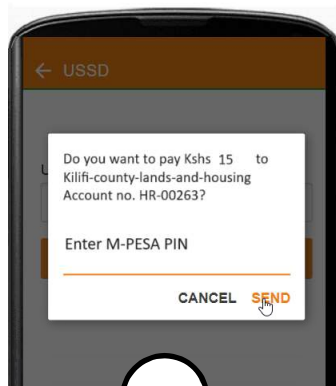 ← USSD
Do you want to pay Kshs 15 to
Kilifi-county-lands-and-housing
Account no. HR-00263?
Enter M-PESA PIN
CANCEL SEND